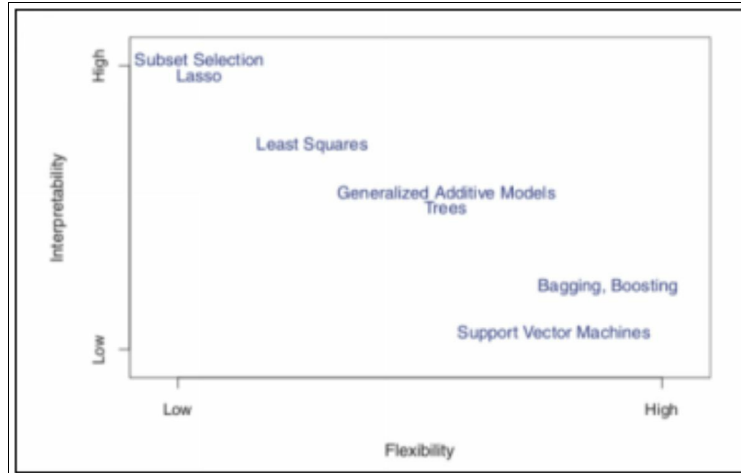 High
Subset Selection
Lasso
Least Squares
Interpretability
Generalized Additive Models
Trees
Bagging, Boosting
Support Vector Machines
Low
Low
High
Flexibility